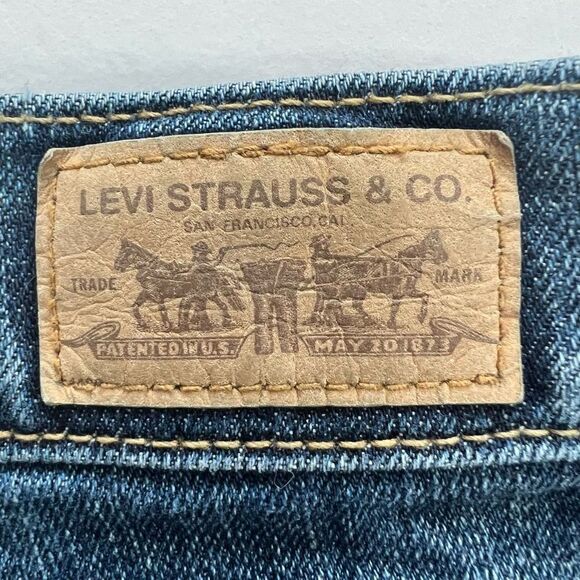 LEVI STRAUSS & CO.
SAN FRANCISCO, CAL.
TRADE MARK
PATENTED IN U.S. MAY 20 1873